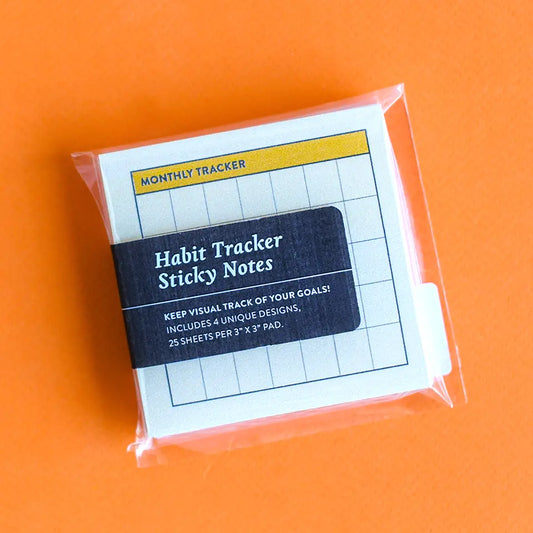 MONTHLY TRACKER
Habit Tracker
Sticky Notes
KEEP VISUAL TRACK OF YOUR GOALS!
INCLUDES 4 UNIQUE DESIGNS,
25 SHEETS PER 3" X 3" PAD.